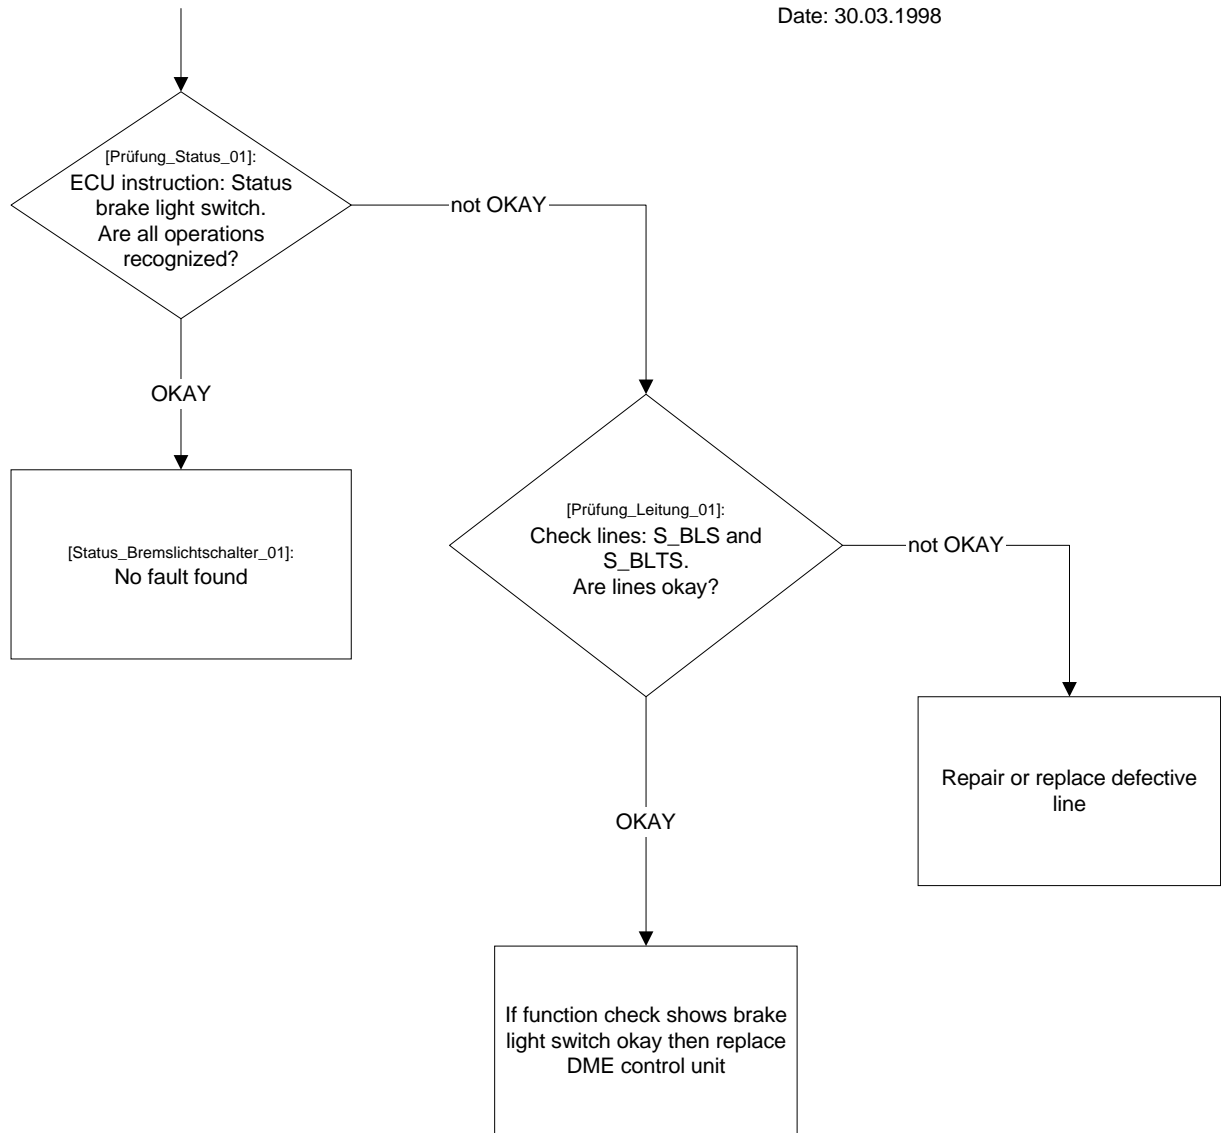 Date: 30.03.1998
[Prüfung_Status_01]:
ECU instruction: Status
brake light switch.
Are all operations
recognized?
not OKAY
OKAY
[Status_Bremslichtschalter_01]:
No fault found
[Prüfung_Leitung_01]:
Check lines: S_BLS and
S_BLTS.
Are lines okay?
not OKAY
Repair or replace defective
line
OKAY
If function check shows brake
light switch okay then replace
DME control unit